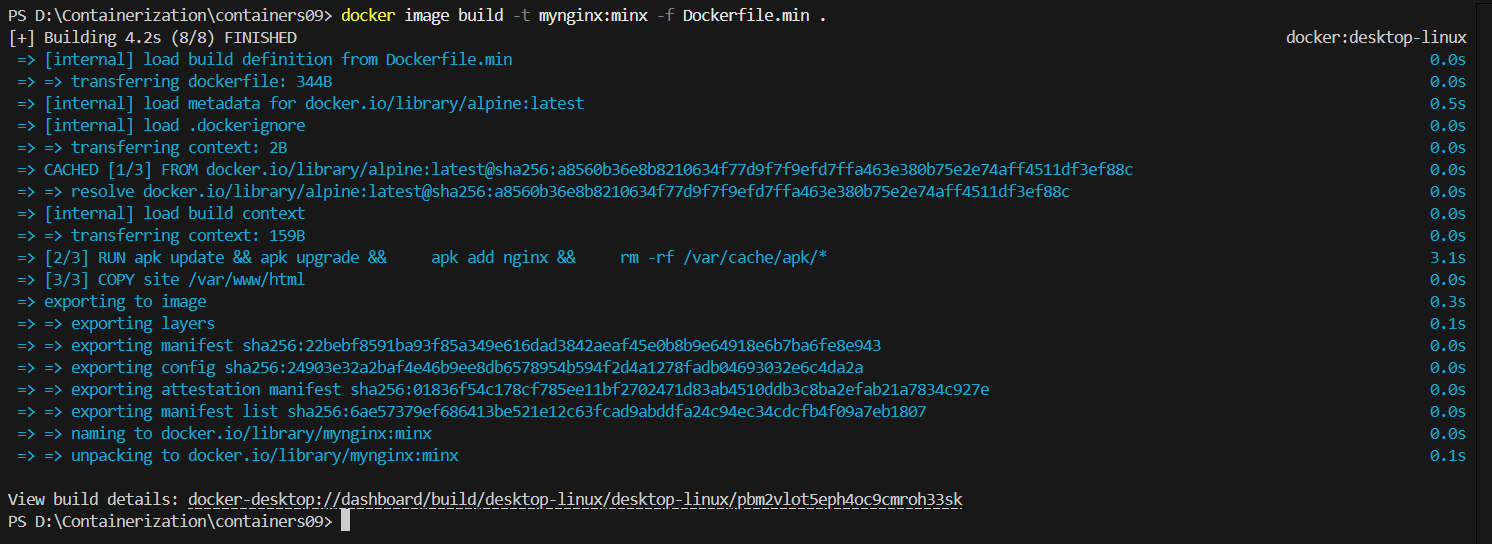 PS D:\Containerization\containers09> docker image build -t mynginx:minx -f Dockerfile.min .
[+] Building 4.2s (8/8) FINISHED docker:desktop-linux
=> [internal] load build definition from Dockerfile.min 0.0s
=> => transferring dockerfile: 344B 0.0s
=> [internal] load metadata for docker.io/library/alpine:latest 0.5s
=> [internal] load .dockerignore 0.0s
=> => transferring context: 2B 0.0s
=> CACHED [1/3] FROM docker.io/library/alpine:latest@sha256:a8560b36e8b8210634f77d9f7f9efd7ffa463e380b75e2e74aff4511df3ef88c 0.0s
=> => resolve docker.io/library/alpine:latest@sha256:a8560b36e8b8210634f77d9f7f9efd7ffa463e380b75e2e74aff4511df3ef88c 0.0s
=> [internal] load build context 0.0s
=> => transferring context: 159B 0.0s
=> [2/3] RUN apk update && apk upgrade &&     apk add nginx &&     rm -rf /var/cache/apk/* 3.1s
=> [3/3] COPY site /var/www/html 0.0s
=> exporting to image 0.3s
=> => exporting layers 0.1s
=> => exporting manifest sha256:22bebf8591ba93f85a349e616dad3842aeaf45e0b8b9e64918e6b7ba6fe8e943 0.0s
=> => exporting config sha256:24903e32a2baf4e46b9ee8db6578954b594f2d4a1278fadb04693032e6c4da2a 0.0s
=> => exporting attestation manifest sha256:01836f54c178cf785ee11bf2702471d83ab4510ddb3c8ba2efab21a7834c927e 0.0s
=> => exporting manifest list sha256:6ae57379ef686413be521e12c63fcad9abddfa24c94ec34cdcfb4f09a7eb1807 0.0s
=> => naming to docker.io/library/mynginx:minx 0.0s
=> => unpacking to docker.io/library/mynginx:minx 0.1s
View build details: docker-desktop://dashboard/build/desktop-linux/desktop-linux/pbm2vlot5eph4oc9cmroh33sk
PS D:\Containerization\containers09>